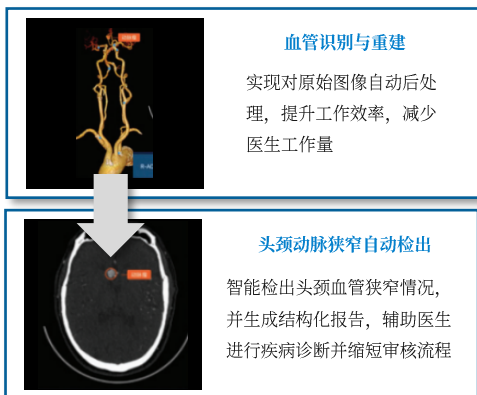 血管识别与重建
实现对原始图像自动后处
理，提升工作效率，减少
医生工作量
头颈动脉狭窄自动检出
智能检出头颈血管狭窄情况，
并生成结构化报告，辅助医生
进行疾病诊断并缩短审核流程